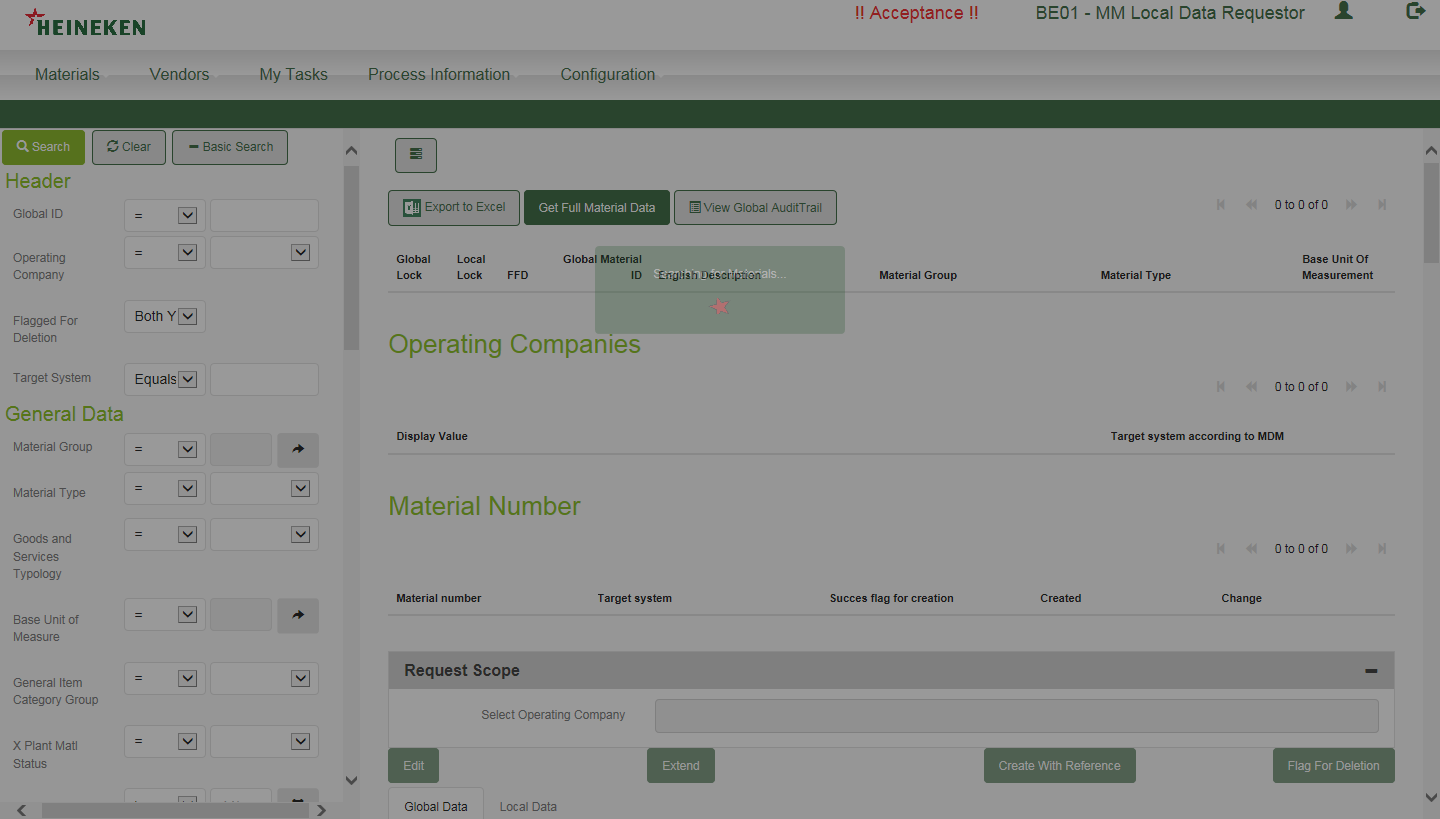 HEINEKEN
!! Acceptance !!
BE01 - MM Local Data Requestor
Materials
Vendors
My Tasks
Process Information
Configuration
Search
Clear
Basic Search
Header
Global ID
=
Operating
Company
=
Flagged For
Deletion
Both Y
Target System
Equals
General Data
Material Group
=
Material Type
=
Goods and
Services
Typology
=
Base Unit of
Measure
=
General Item
Category Group
=
X Plant Matl
Status
=
Export to Excel
Get Full Material Data
View Global AuditTrail
0 to 0 of 0
Global
Lock
Local
Lock
FFD
Global Material
ID
English Description
Material Group
Material Type
Base Unit Of
Measurement
Searching for Materials...
Operating Companies
0 to 0 of 0
Display Value
Target system according to MDM
Material Number
0 to 0 of 0
Material number
Target system
Succes flag for creation
Created
Change
Request Scope
Select Operating Company
Edit
Extend
Create With Reference
Flag For Deletion
Global Data
Local Data